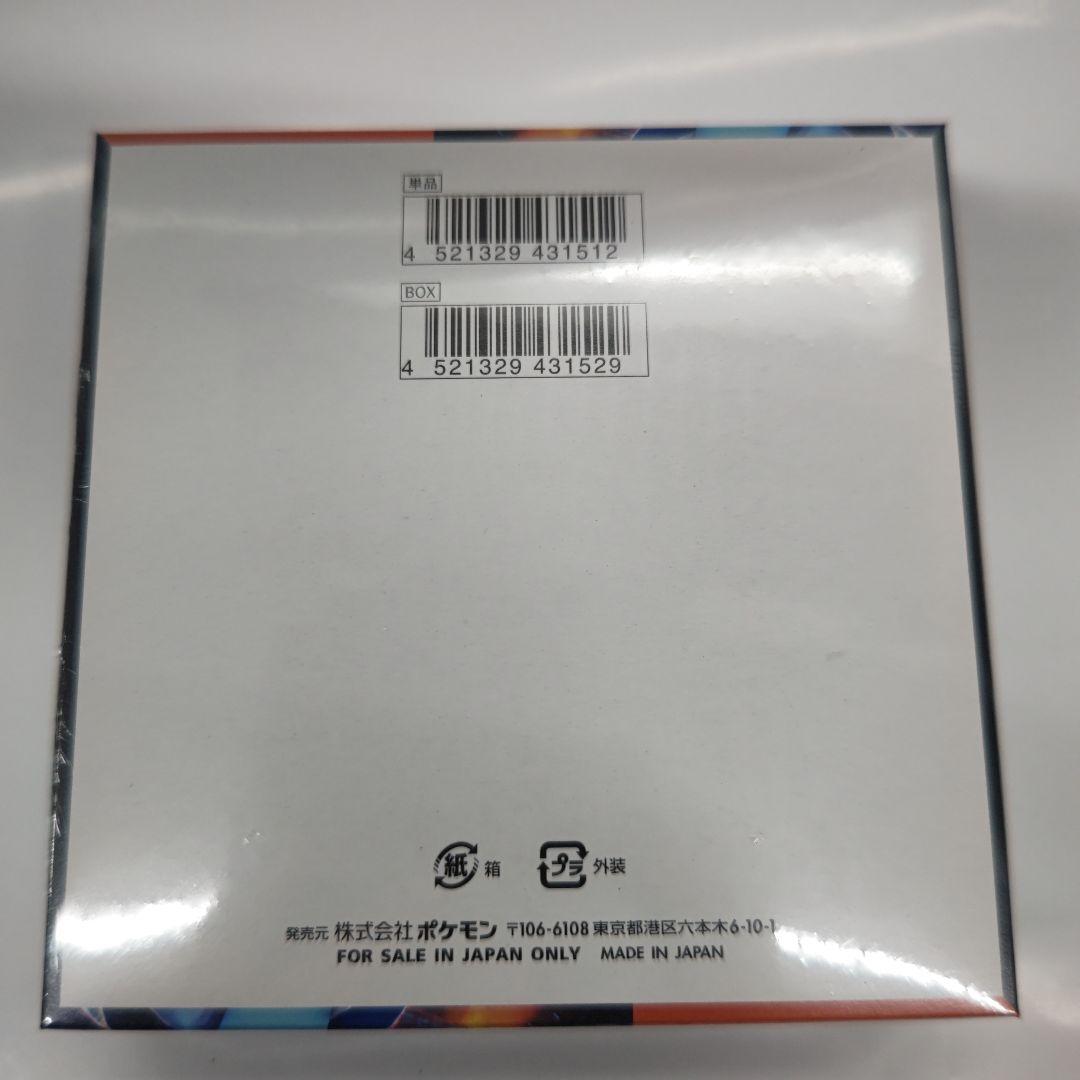 単品
4 521329 431512
BOX
4 521329 431529
紙 箱 プラ 外装
発売元 株式会社 ポケモン 〒106-6108 東京都港区六本木6-10-1
FOR SALE IN JAPAN ONLY MADE IN JAPAN